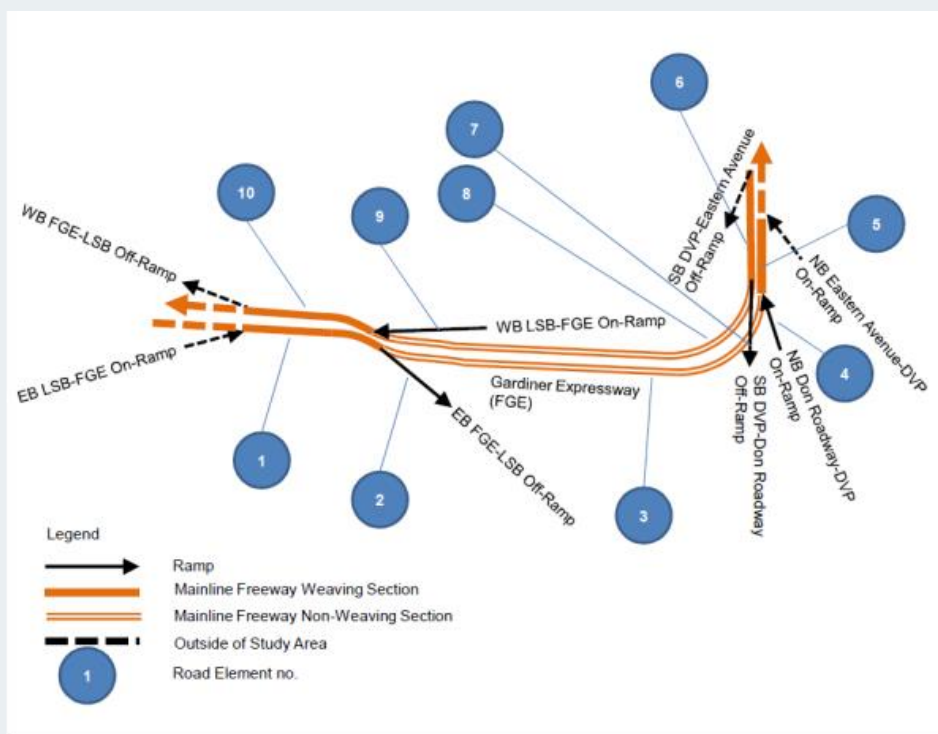 6
7
8
10
9
5
SB DVP-Eastern Avenue
Off-Ramp
WB FGE-LSB Off-Ramp
NB Eastern Avenue-DVP
On-Ramp
WB LSB-FGE On-Ramp
EB LSB-FGE On-Ramp
Gardiner Expressway
(FGE)
4
NB Don Roadway-DVP
On-Ramp
SB DVP-Don Roadway
Off-Ramp
EB FGE-LSB Off-Ramp
1
2
3
Legend
Ramp
Mainline Freeway Weaving Section
Mainline Freeway Non-Weaving Section
Outside of Study Area
1
Road Element no.